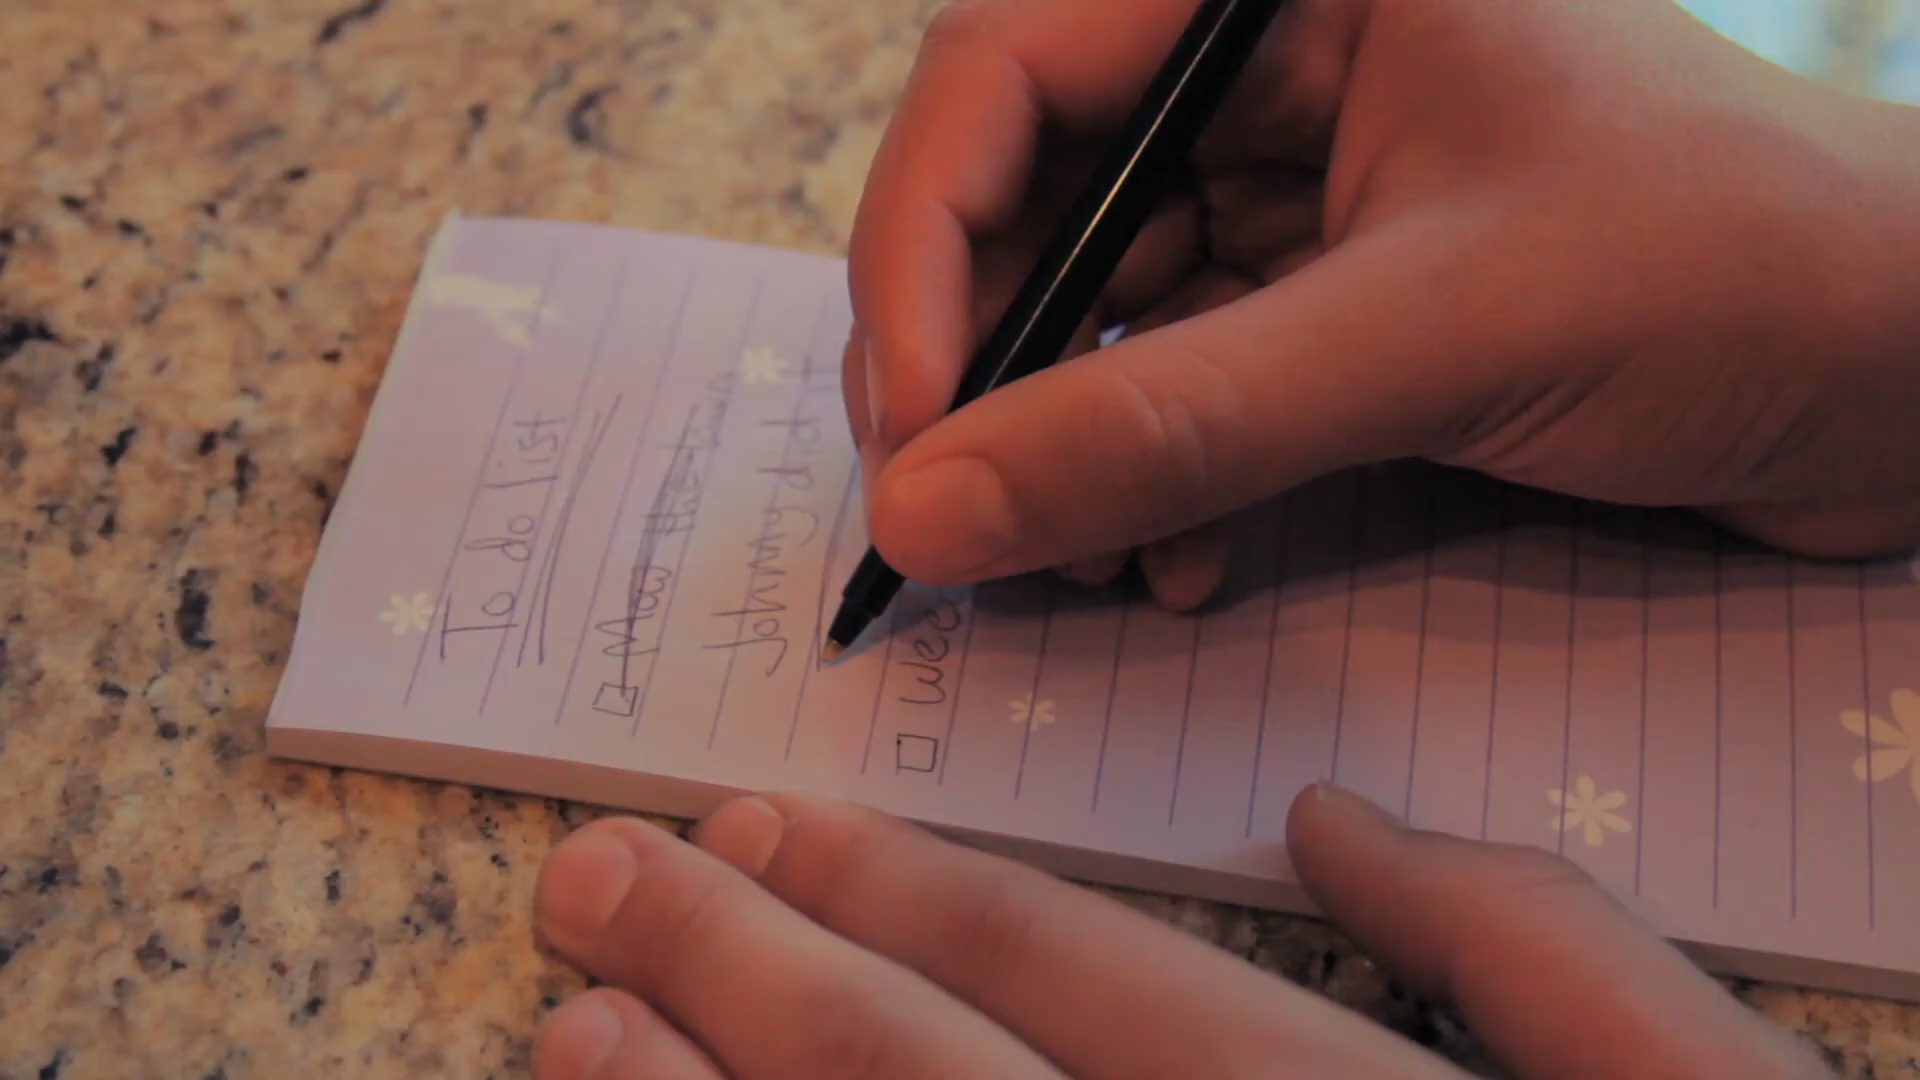 To do list
Mow the lawn
Johnny did it
Wee